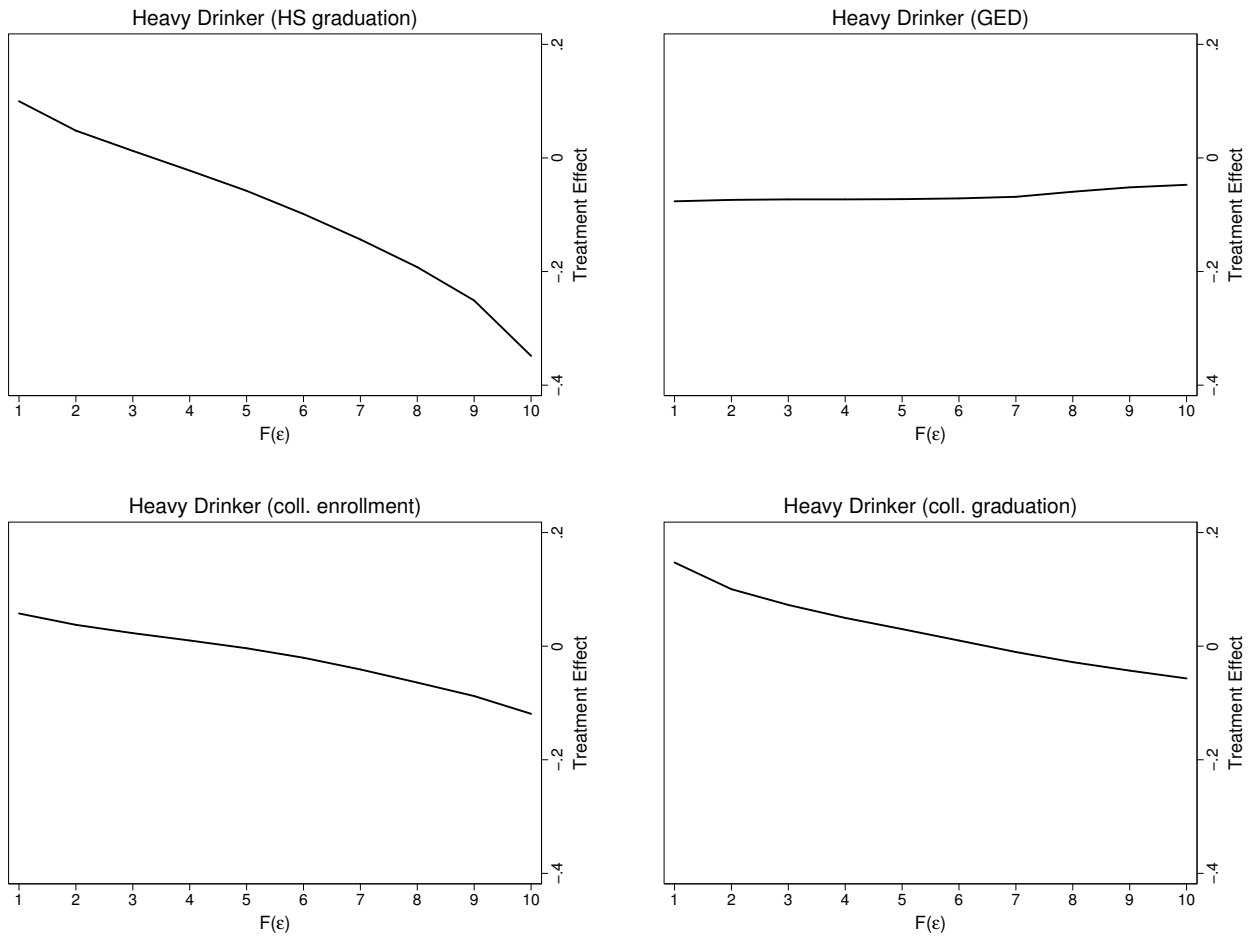 Heavy Drinker (HS graduation)
.2
0
−.2
−.4
Treatment Effect
1 2 3 4 5 6 7 8 9 10
F(ε)
Heavy Drinker (GED)
.2
0
−.2
−.4
Treatment Effect
1 2 3 4 5 6 7 8 9 10
F(ε)
Heavy Drinker (coll. enrollment)
.2
0
−.2
−.4
Treatment Effect
1 2 3 4 5 6 7 8 9 10
F(ε)
Heavy Drinker (coll. graduation)
.2
0
−.2
−.4
Treatment Effect
1 2 3 4 5 6 7 8 9 10
F(ε)